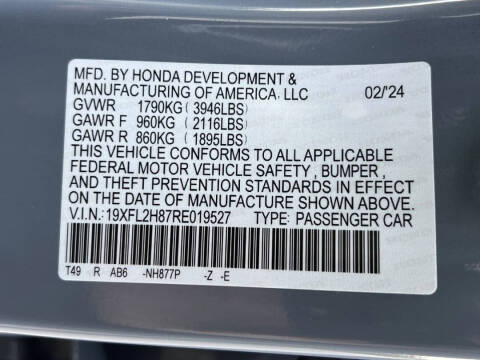 MFD. BY HONDA DEVELOPMENT &
MANUFACTURING OF AMERICA, LLC 02/'24
GVWR 1790KG (3946LBS)
GAWR F 960KG (2116LBS)
GAWR R 860KG (1895LBS)
THIS VEHICLE CONFORMS TO ALL APPLICABLE
FEDERAL MOTOR VEHICLE SAFETY , BUMPER ,
AND THEFT PREVENTION STANDARDS IN EFFECT
ON THE DATE OF MANUFACTURE SHOWN ABOVE.
V.I.N: 19XFL2H87RE019527 TYPE: PASSENGER CAR
T49 R AB6 -NH877P -Z -E